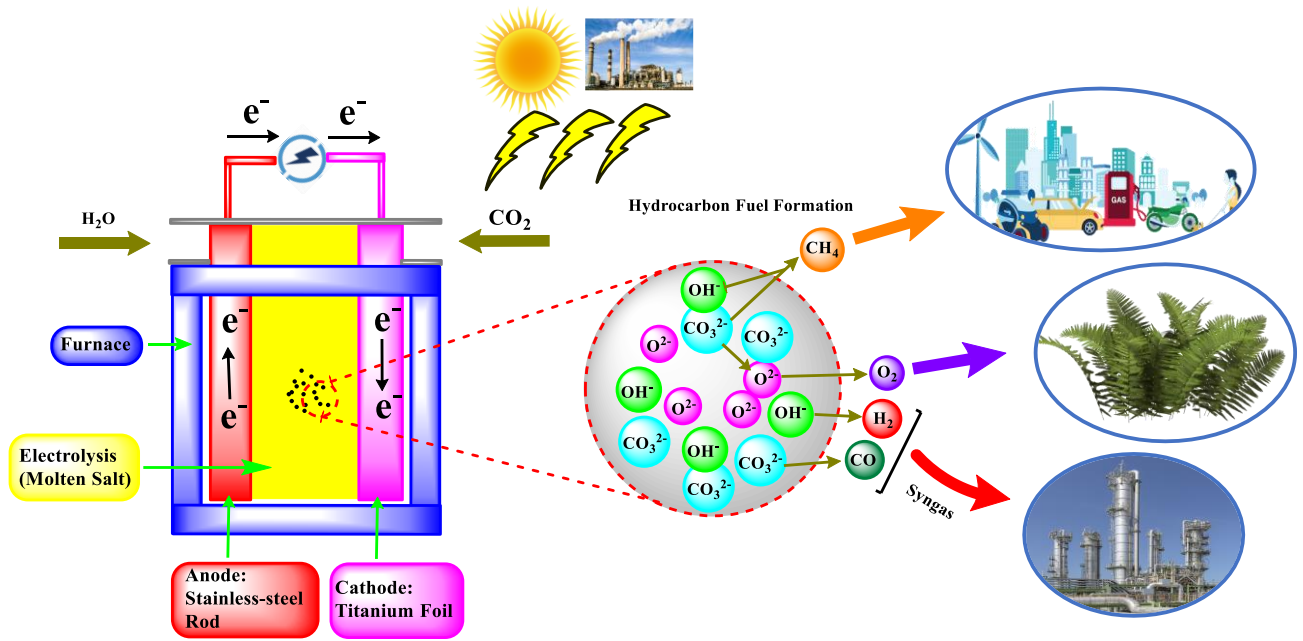 e⁻
e⁻
H₂O
CO₂
Hydrocarbon Fuel Formation
GAS
CH₄
OH⁻
CO₃²⁻
CO₃²⁻
O²⁻
O²⁻
O₂
e⁻
e⁻
Furnace
OH⁻
O²⁻
O²⁻
OH⁻
H₂
e⁻
e⁻
CO₃²⁻
OH⁻
CO₃²⁻
CO
Electrolysis
(Molten Salt)
CO₃²⁻
Syngas
Anode:
Stainless-steel
Rod
Cathode:
Titanium Foil